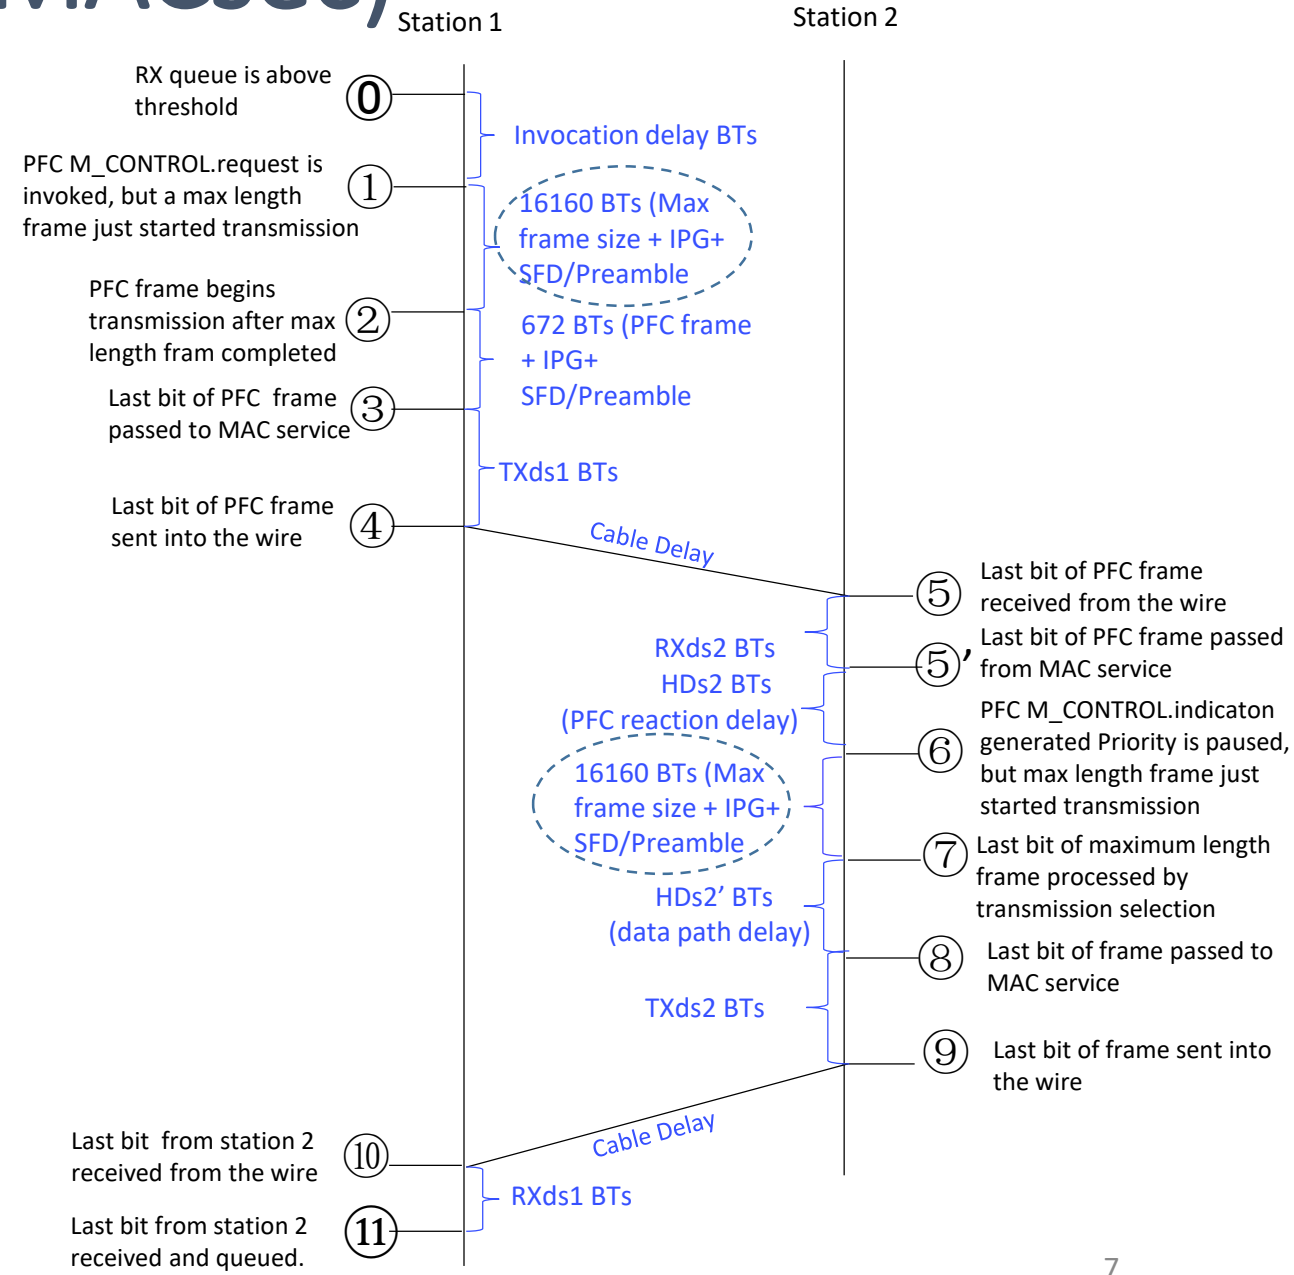 MACsec)
Station 1
Station 2
RX queue is above
threshold
⓪
Invocation delay BTs
PFC M_CONTROL.request is
invoked, but a max length
frame just started transmission
①
16160 BTs (Max
frame size + IPG+
SFD/Preamble
PFC frame begins
transmission after max
length fram completed
②
672 BTs (PFC frame
+ IPG+
SFD/Preamble
Last bit of PFC frame
passed to MAC service
③
TXds1 BTs
Last bit of PFC frame
sent into the wire
④
Cable Delay
⑤
Last bit of PFC frame
received from the wire
RXds2 BTs
⑤’
Last bit of PFC frame passed
from MAC service
HDs2 BTs
(PFC reaction delay)
⑥
PFC M_CONTROL.indicaton
generated Priority is paused,
but max length frame just
started transmission
16160 BTs (Max
frame size + IPG+
SFD/Preamble
⑦
Last bit of maximum length
frame processed by
transmission selection
HDs2’ BTs
(data path delay)
⑧
Last bit of frame passed to
MAC service
TXds2 BTs
⑨
Last bit of frame sent into
the wire
Cable Delay
Last bit from station 2
received from the wire
⑩
RXds1 BTs
Last bit from station 2
received and queued.
⑪
7